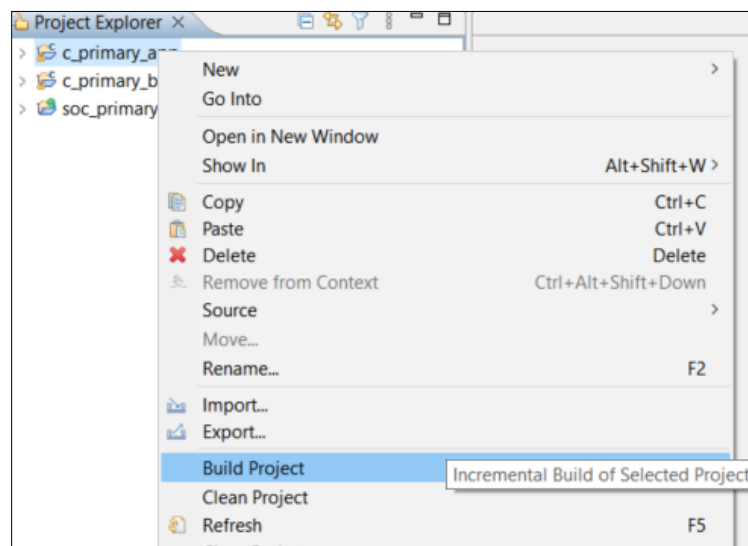 Project Explorer
c_primary_app
c_primary_b
soc_primary
New
Go Into
Open in New Window
Show In Alt+Shift+W
Copy Ctrl+C
Paste Ctrl+V
Delete Delete
Remove from Context Ctrl+Alt+Shift+Down
Source
Move...
Rename... F2
Import...
Export...
Build Project
Incremental Build of Selected Project
Clean Project
Refresh F5